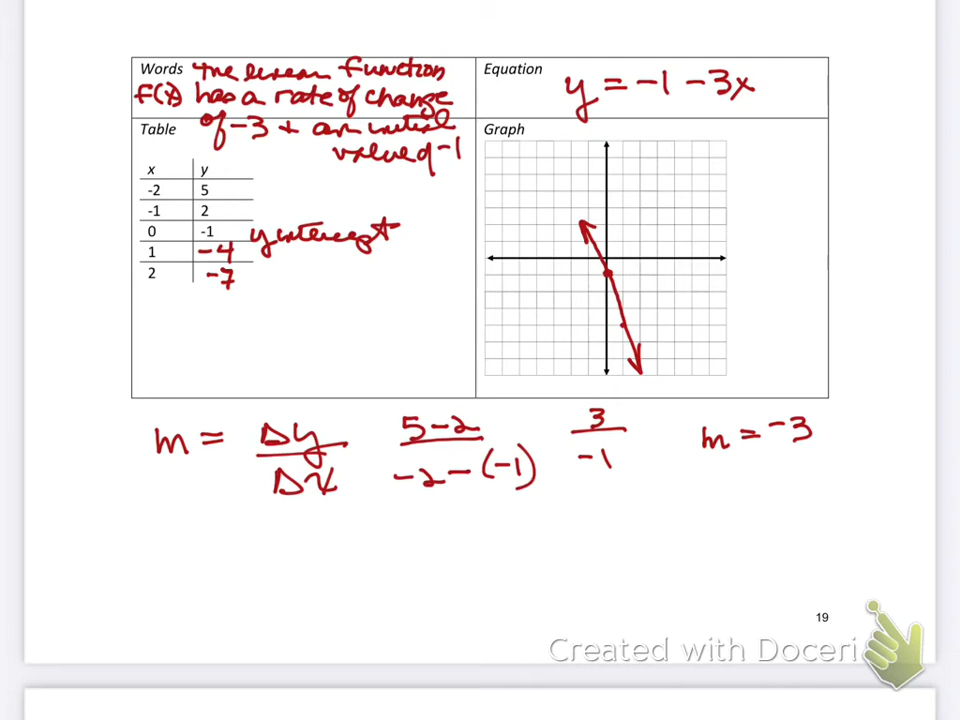 Words the linear function
f(x) has a rate of change
of -3 + an initial
value of -1
Equation
y = -1 - 3x
Table
x y
-2 5
-1 2
0 -1 y intercept
1 -4
2 -7
Graph
m = Δy/Δx 5-2/-2-(-1) 3/-1 m = -3
19
Created with Doceri